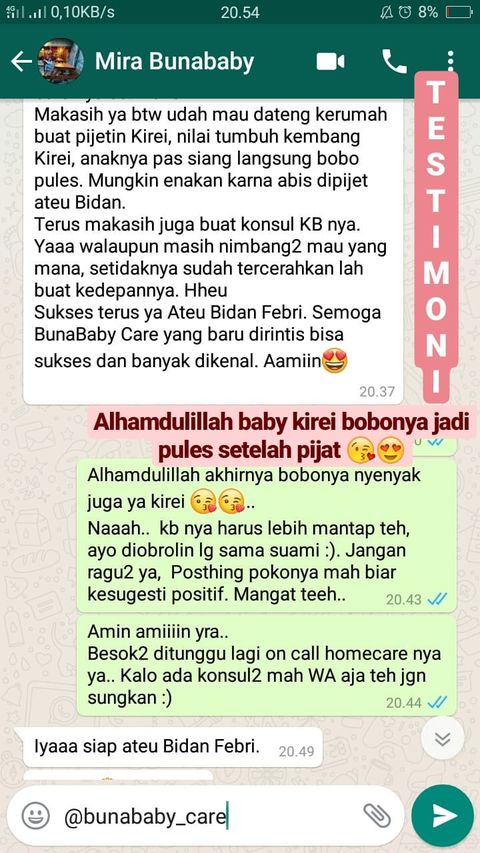 4G 0,10KB/s 20.54 8%
Mira Bunababy
Makasih ya btw udah mau dateng kerumah
buat pijetin Kirei, nilai tumbuh kembang
Kirei, anaknya pas siang langsung bobo
pules. Mungkin enakan karna abis dipijet
ateu Bidan.
Terus makasih juga buat konsul KB nya.
Yaaa walaupun masih nimbang2 mau yang
mana, setidaknya sudah tercerahkan lah
buat kedepannya. Hheu
Sukses terus ya Ateu Bidan Febri. Semoga
BunaBaby Care yang baru dirintis bisa
sukses dan banyak dikenal. Aamiin😍
20.37
TESTIMONI
Alhamdulillah baby kirei bobonya jadi
pules setelah pijat 😘😍
Alhamdulillah akhirnya bobonya nyenyak
juga ya kirei 😘😘..
Naaah.. kb nya harus lebih mantap teh,
ayo diobrolin lg sama suami :). Jangan
ragu2 ya, Posthing pokonya mah biar
kesugesti positif. Mangat teeh..
20.43
Amin amiiiin yra..
Besok2 ditunggu lagi on call homecare nya
ya.. Kalo ada konsul2 mah WA aja teh jgn
sungkan :)
20.44
Iyaaa siap ateu Bidan Febri.
20.49
@bunababy_care